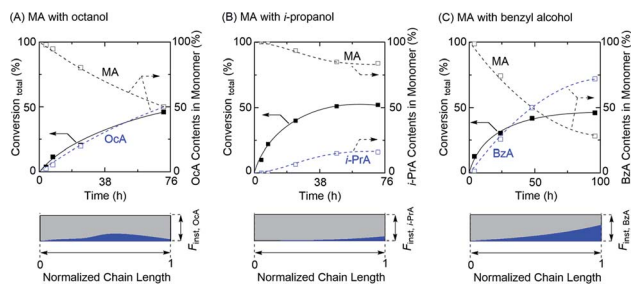 (A) MA with octanol
Conversion total (%)
100
50
0
0
38
76
Time (h)
MA
OcA
100
50
0
OcA Contents in Monomer (%)
F inst, OcA
0
1
Normalized Chain Length
(B) MA with i-propanol
Conversion total (%)
100
50
0
0
25
50
76
Time (h)
MA
i-PrA
100
50
0
i-PrA Contents in Monomer (%)
F inst, i-PrA
0
1
Normalized Chain Length
(C) MA with benzyl alcohol
Conversion total (%)
100
50
0
0
25
50
75
100
Time (h)
MA
BzA
100
50
0
BzA Contents in Monomer (%)
F inst, BzA
0
1
Normalized Chain Length